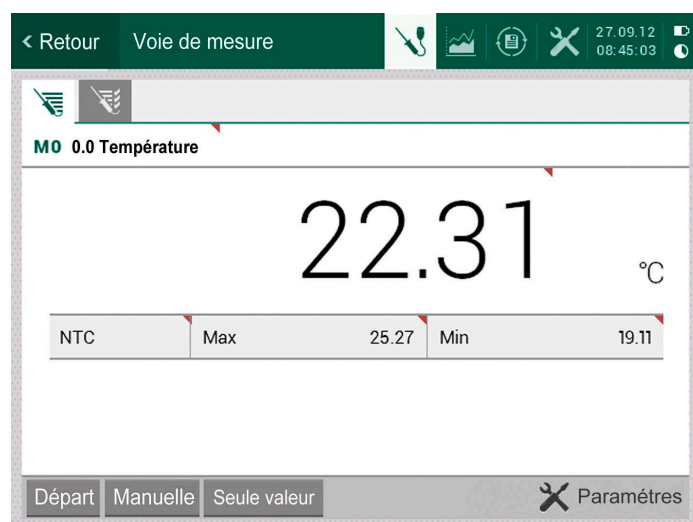 < Retour Voie de mesure 27.09.12
08:45:03
M0 0.0 Température
22.31 °C
NTC Max 25.27 Min 19.11
Départ Manuelle Seule valeur Paramétres